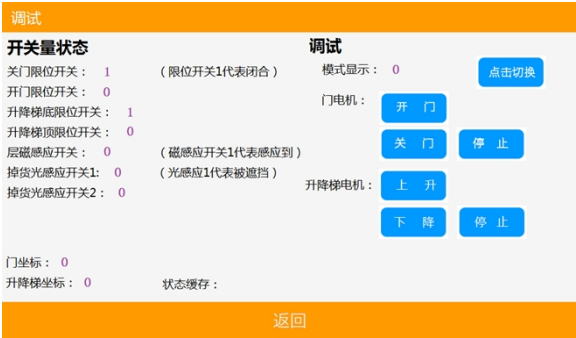 调试
开关量状态
关门限位开关： 1 （限位开关1代表闭合）
开门限位开关： 0
升降梯底限位开关： 1
升降梯顶限位开关： 0
层磁感应开关： 0 （磁感应开关1代表感应到）
掉货光感应开关1: 0 （光感应1代表被遮挡）
掉货光感应开关2: 0
门坐标： 0
升降梯坐标： 0 状态缓存：
调试
模式显示： 0 点击切换
门电机： 开 门
关 门 停 止
升降梯电机： 上 升
下 降 停 止
返回